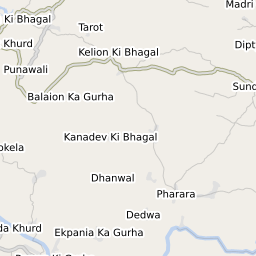 Madri
Ki Bhagal
Tarot
Khurd
Kelion Ki Bhagal
Dipt
Punawali
Sund
Balaion Ka Gurha
Kanadev Ki Bhagal
okela
Dhanwal
Pharara
Dedwa
da Khurd
Ekpania Ka Gurha